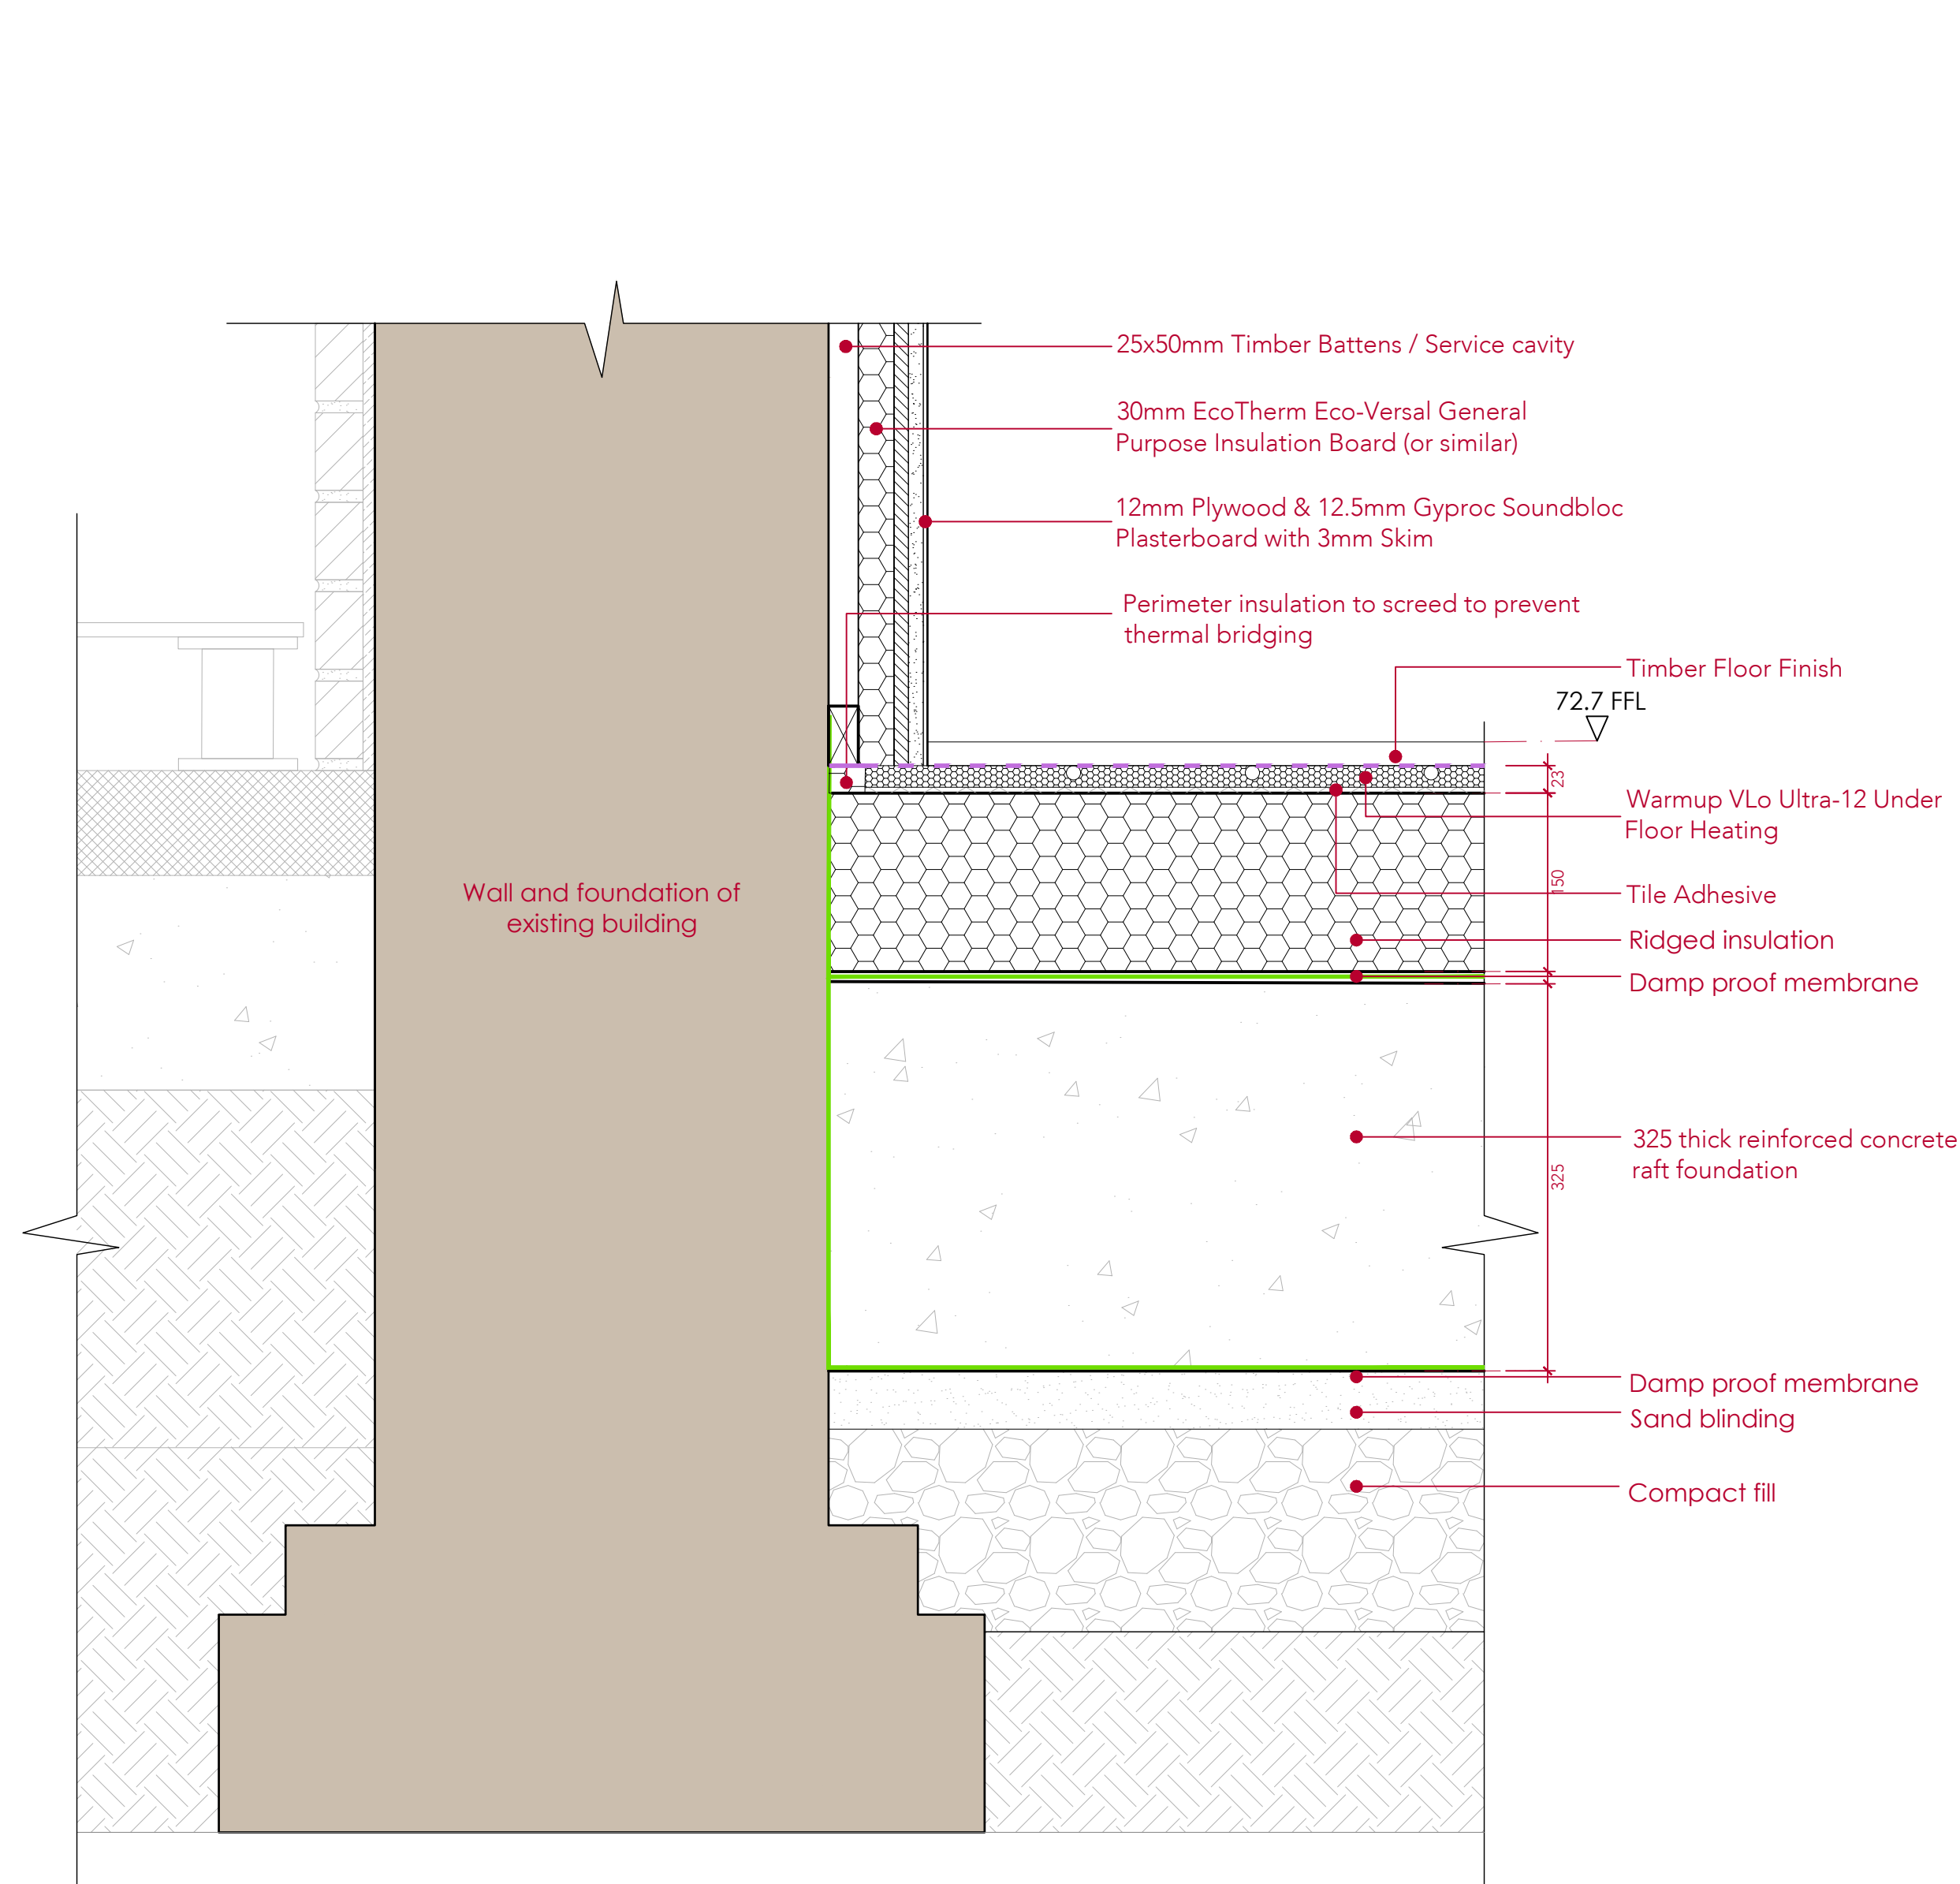 25x50mm Timber Battens / Service cavity
30mm EcoTherm Eco-Versal General
Purpose Insulation Board (or similar)
12mm Plywood & 12.5mm Gyproc Soundbloc
Plasterboard with 3mm Skim
Perimeter insulation to screed to prevent
thermal bridging
Timber Floor Finish
72.7 FFL
23
Warmup VLo Ultra-12 Under
Floor Heating
150
Tile Adhesive
Wall and foundation of
existing building
Ridged insulation
Damp proof membrane
325 thick reinforced concrete
raft foundation
325
Damp proof membrane
Sand blinding
Compact fill